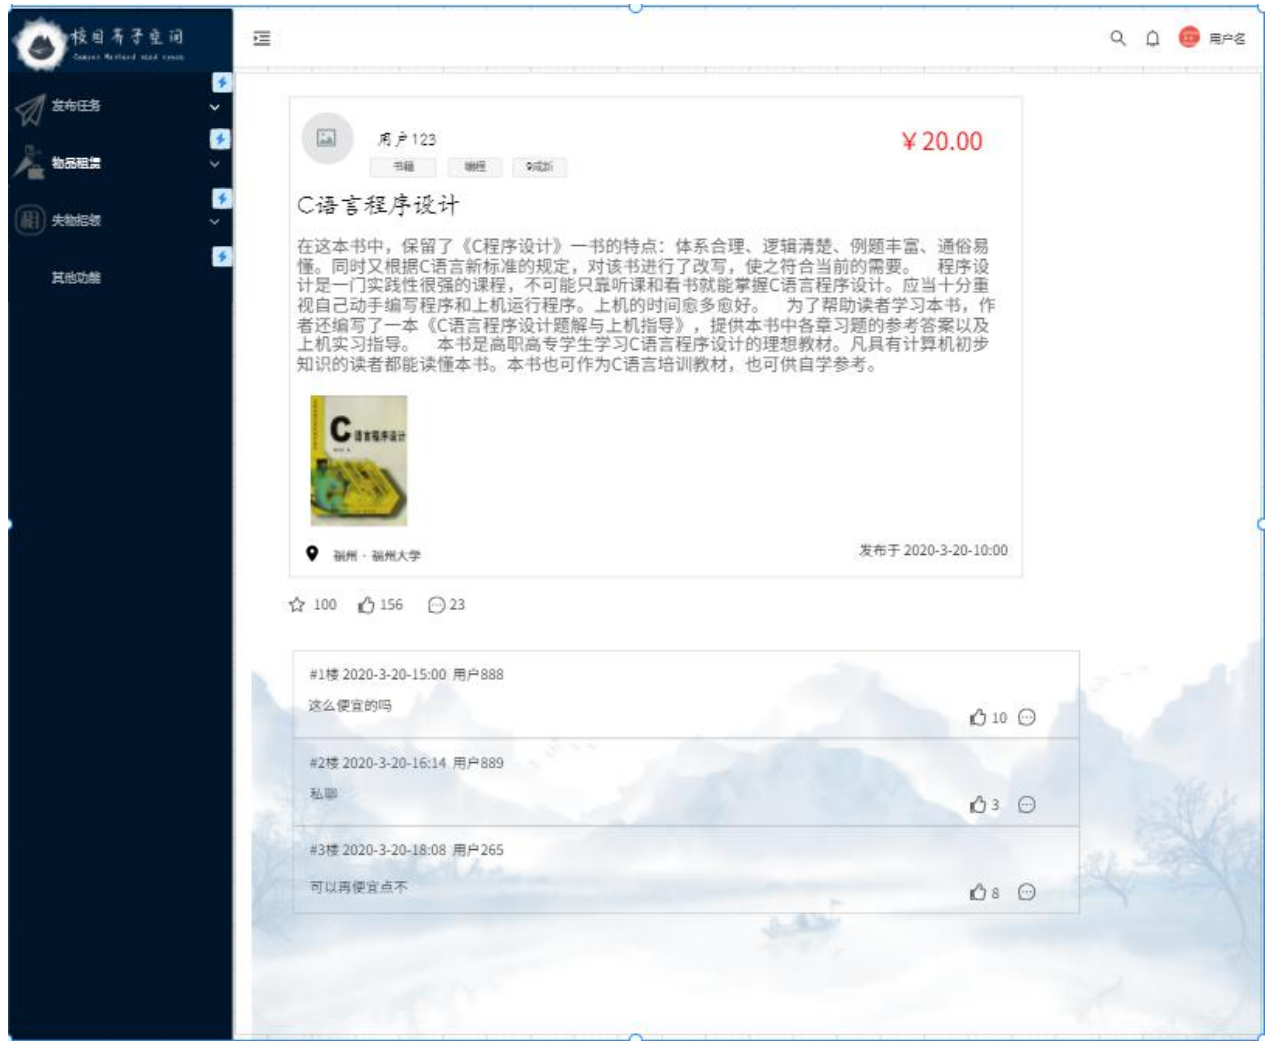 校园芥子空间
用户名
发布任务
物品租赁
失物招领
其他功能
用户123
¥20.00
书籍 编程 9成新
C语言程序设计
在这本书中，保留了《C程序设计》一书的特点：体系合理、逻辑清楚、例题丰富、通俗易
懂。同时又根据C语言新标准的规定，对该书进行了改写，使之符合当前的需要。 程序设
计是一门实践性很强的课程，不可能只靠听课和看书就能掌握C语言程序设计。应当十分重
视自己动手编写程序和上机运行程序。上机的时间愈多愈好。 为了帮助读者学习本书，作
者还编写了一本《C语言程序设计题解与上机指导》，提供本书中各章习题的参考答案以及
上机实习指导。 本书是高职高专学生学习C语言程序设计的理想教材。凡具有计算机初步
知识的读者都能读懂本书。本书也可作为C语言培训教材，也可供自学参考。
C语言程序设计
福州 · 福州大学
发布于 2020-3-20-10:00
100 156 23
#1楼 2020-3-20-15:00 用户888
这么便宜的吗
10
#2楼 2020-3-20-16:14 用户889
私聊
3
#3楼 2020-3-20-18:08 用户265
可以再便宜点不
8